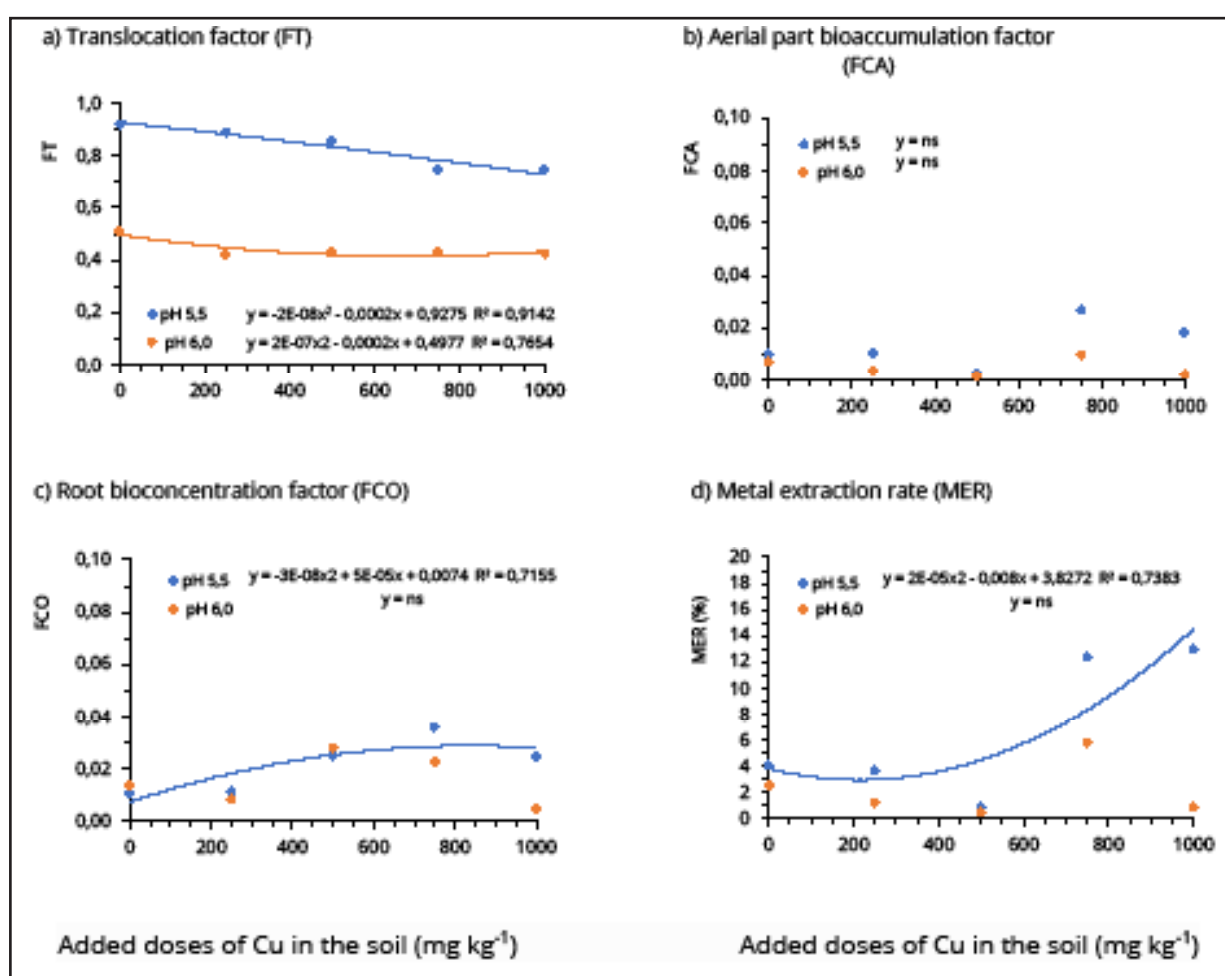 a) Translocation factor (FT)
1,0
0,8
0,6
0,4
0,2
0,0
FT
pH 5,5 y = -2E-08x² - 0,0002x + 0,9275 R² = 0,9142
pH 6,0 y = 2E-07x2 - 0,0002x + 0,4977 R² = 0,7654
0 200 400 600 800 1000
b) Aerial part bioaccumulation factor
(FCA)
0,10
0,08
0,06
0,04
0,02
0,00
FCA
pH 5,5 y = ns
pH 6,0 y = ns
0 200 400 600 800 1000
c) Root bioconcentration factor (FCO)
0,10
0,08
0,06
0,04
0,02
0,00
FCO
pH 5,5 y = -3E-08x2 + 5E-05x + 0,0074 R² = 0,7155
pH 6,0 y = ns
0 200 400 600 800 1000
d) Metal extraction rate (MER)
20
18
16
14
12
10
8
6
4
2
0
MER (%)
pH 5,5 y = 2E-05x2 - 0,008x + 3,8272 R² = 0,7383
pH 6,0 y = ns
0 200 400 600 800 1000
Added doses of Cu in the soil (mg kg⁻¹)
Added doses of Cu in the soil (mg kg⁻¹)